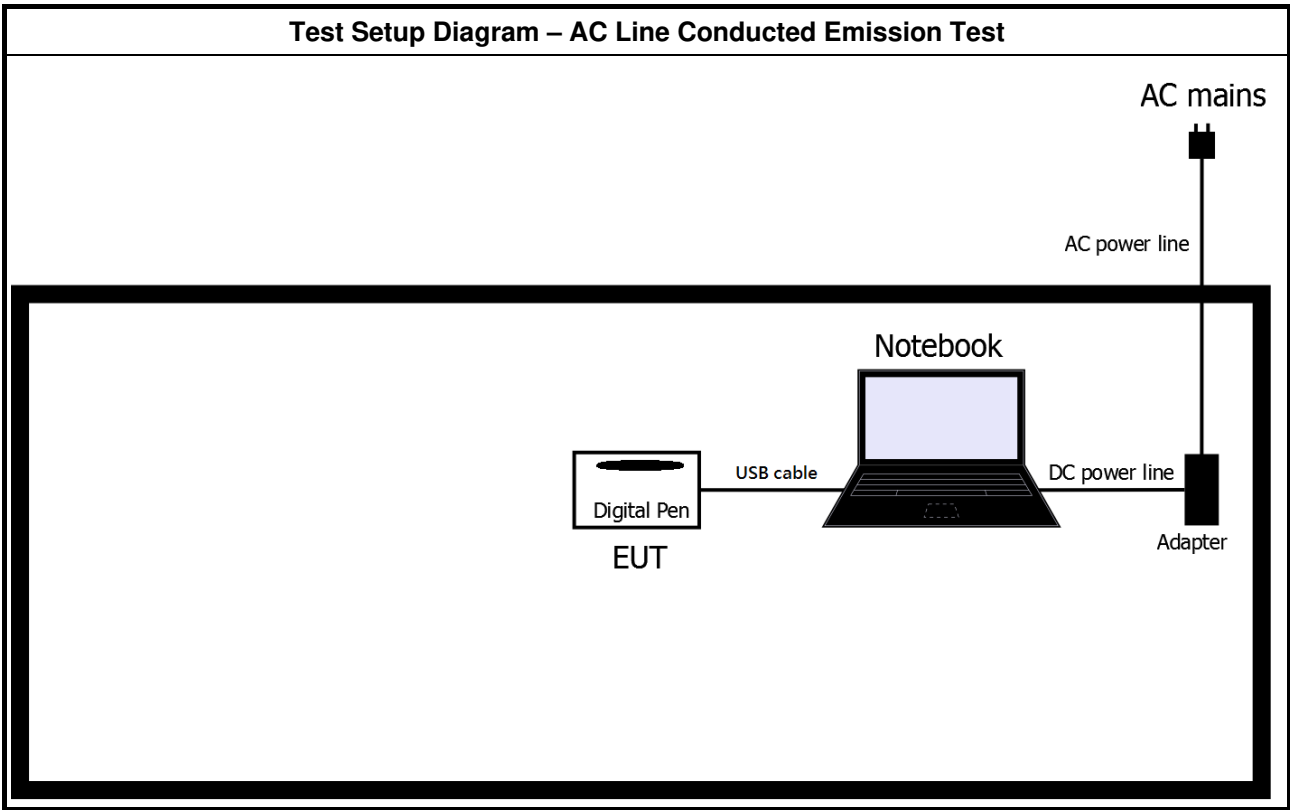 Test Setup Diagram – AC Line Conducted Emission Test
AC mains
AC power line
Notebook
USB cable
DC power line
Digital Pen
Adapter
EUT